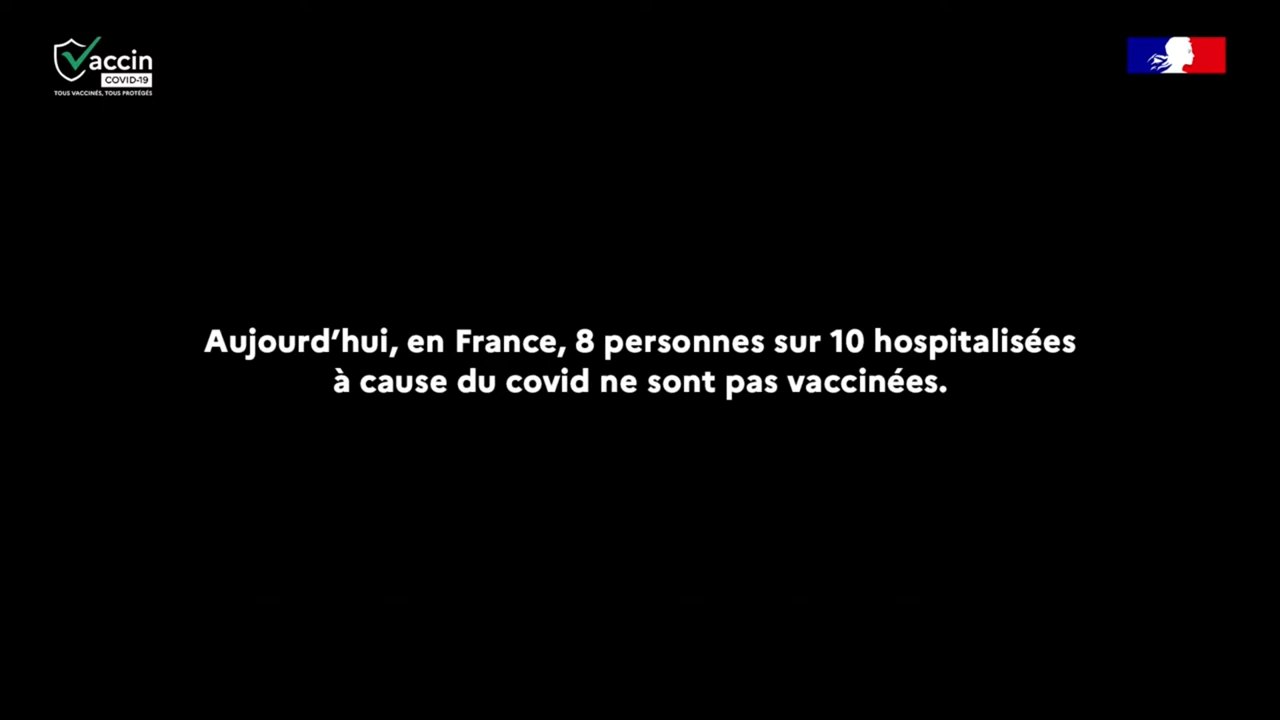 Vaccin
COVID-19
TOUS VACCINÉS, TOUS PROTÉGÉS
Aujourd’hui, en France, 8 personnes sur 10 hospitalisées
à cause du covid ne sont pas vaccinées.